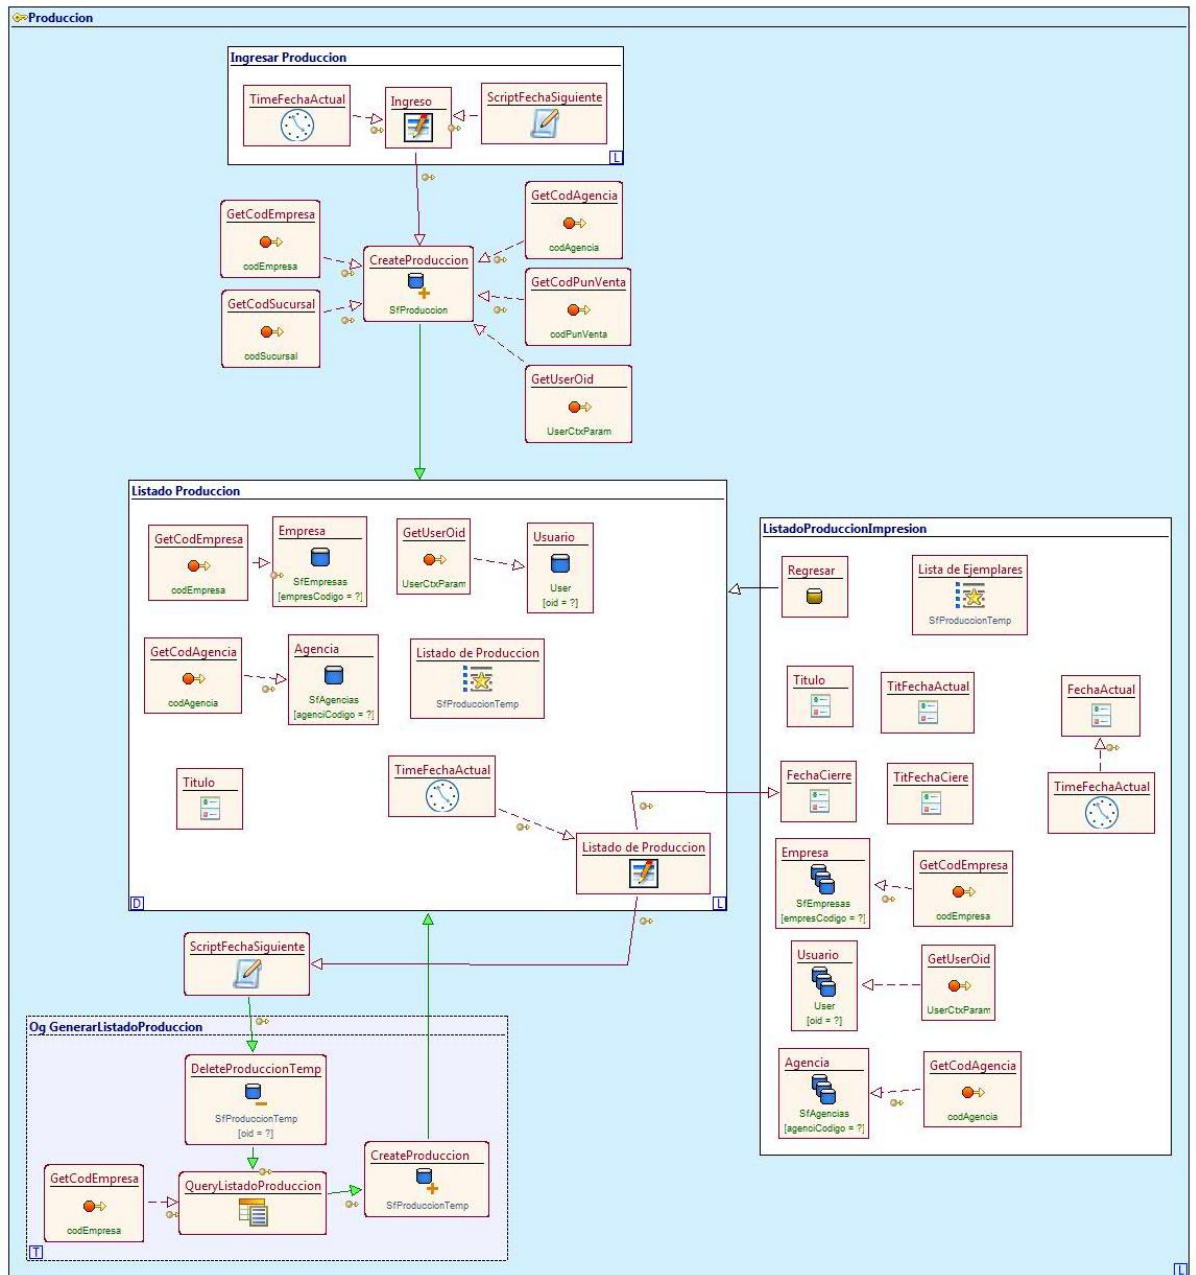 Produccion
Ingresar Produccion
TimeFechaActual
Ingreso
ScriptFechaSiguiente
L
GetCodEmpresa
codEmpresa
GetCodAgencia
codAgencia
CreateProduccion
SfProduccion
GetCodSucursal
codSucursal
GetCodPunVenta
codPunVenta
GetUserOid
UserCtxParam
Listado Produccion
GetCodEmpresa
codEmpresa
Empresa
SfEmpresas
[empresCodigo = ?]
GetUserOid
UserCtxParam
Usuario
User
[oid = ?]
GetCodAgencia
codAgencia
Agencia
SfAgencias
[agenciCodigo = ?]
Listado de Produccion
SfProduccionTemp
Titulo
TimeFechaActual
Listado de Produccion
D
L
ListadoProduccionImpresion
Regresar
Lista de Ejemplares
SfProduccionTemp
Titulo
TitFechaActual
FechaActual
FechaCierre
TitFechaCiere
TimeFechaActual
Empresa
SfEmpresas
[empresCodigo = ?]
GetCodEmpresa
codEmpresa
Usuario
User
[oid = ?]
GetUserOid
UserCtxParam
Agencia
SfAgencias
[agenciCodigo = ?]
GetCodAgencia
codAgencia
ScriptFechaSiguiente
Og GenerarListadoProduccion
DeleteProduccionTemp
SfProduccionTemp
[oid = ?]
GetCodEmpresa
codEmpresa
QueryListadoProduccion
CreateProduccion
SfProduccionTemp
T
L